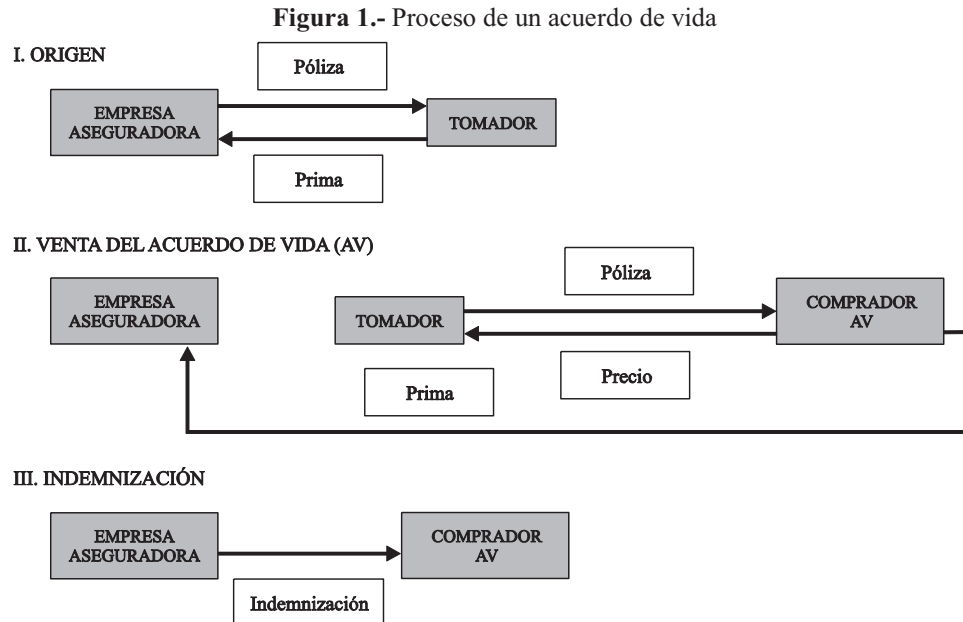 Figura 1.- Proceso de un acuerdo de vida
I. ORIGEN
Póliza
EMPRESA
ASEGURADORA
TOMADOR
Prima
II. VENTA DEL ACUERDO DE VIDA (AV)
Póliza
EMPRESA
ASEGURADORA
TOMADOR
COMPRADOR
AV
Prima
Precio
III. INDEMNIZACIÓN
EMPRESA
ASEGURADORA
COMPRADOR
AV
Indemnización